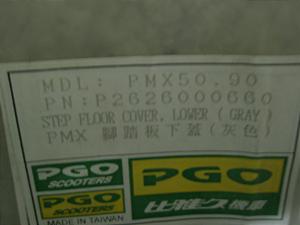 MDL: PMX50.90
PN:P2626000660
STEP FLOOR COVER, LOWER (GRAY)
PMX 腳踏板下蓋(灰色)
PGO
SCOOTERS
PGO
SCOOTERS
MADE IN TAIWAN
PGO
比雅久機車